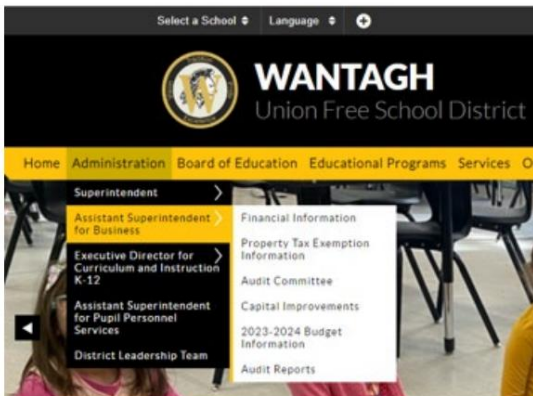 Select a School
Language
WANTAGH
Union Free School District
Home Administration Board of Education Educational Programs Services O
Superintendent
Assistant Superintendent
for Business
Executive Director for
Curriculum and Instruction
K-12
Assistant Superintendent
for Pupil Personnel
Services
District Leadership Team
Financial Information
Property Tax Exemption
Information
Audit Committee
Capital Improvements
2023-2024 Budget
Information
Audit Reports